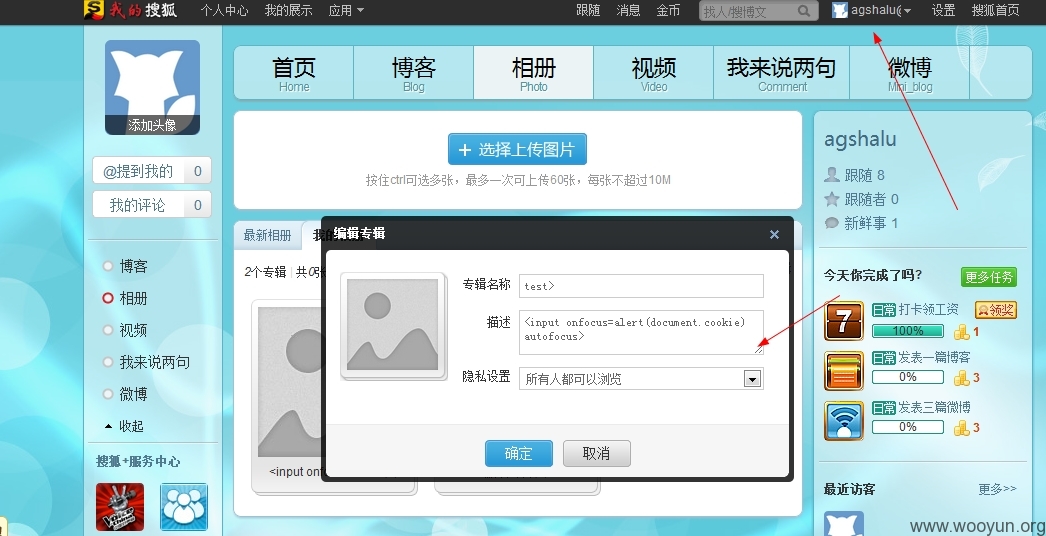 我的搜狐 个人中心 我的展示 应用 跟随 消息 金币 找人/搜博文 agshalu@ 设置 搜狐首页
添加头像
@提到我的 0
我的评论 0
博客
相册
视频
我来说两句
微博
收起
搜狐+服务中心
首页 博客 相册 视频 我来说两句 微博
Home Blog Photo Video Comment Mini_blog
+ 选择上传图片
按住ctrl可选多张，最多一次可上传60张，每张不超过10M
最新相册
2个专辑 共0张
<input onf
编辑专辑 ×
专辑名称 test>
描述 <input onfocus=alert(document.cookie)
autofocus>
隐私设置 所有人都可以浏览
确定 取消
agshalu
跟随 8
跟随者 0
新鲜事 1
今天你完成了吗? 更多任务
7 日常 打卡领工资 领奖
100% 1
日常 发表一篇博客
0% 3
日常 发表三篇微博
0% 3
最近访客 更多>>
www.wooyun.org